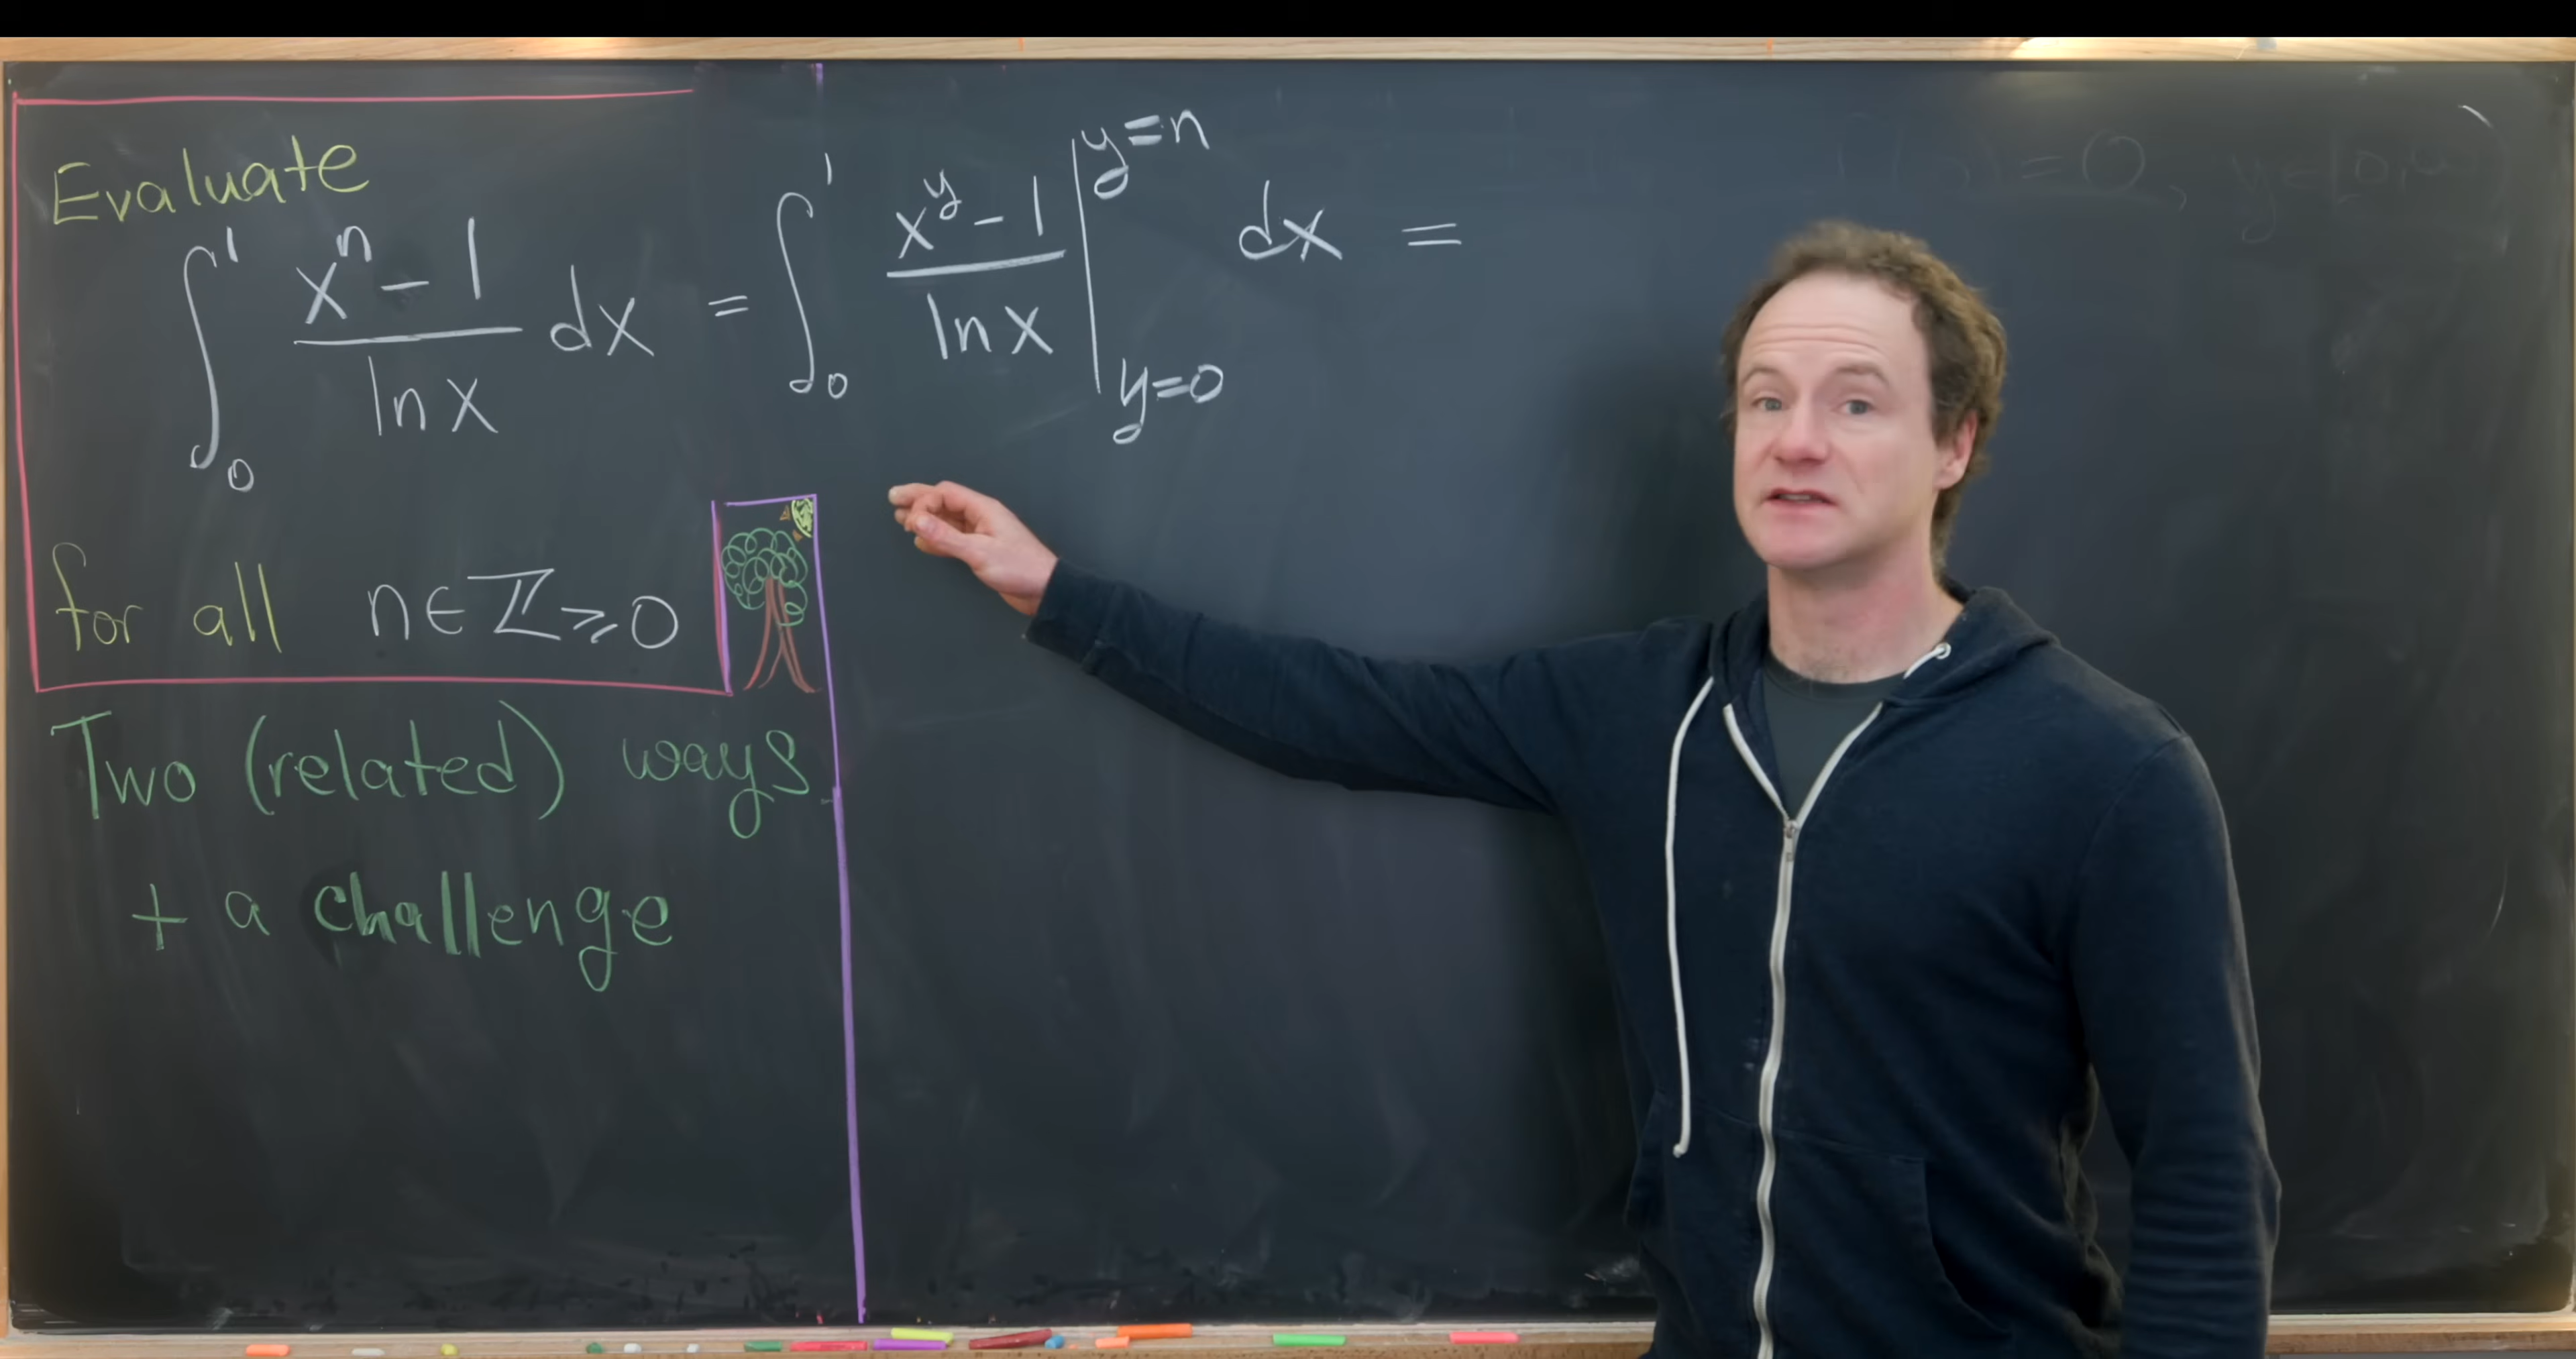 Evaluate
∫₀¹ (xⁿ - 1)/(ln x) dx = ∫₀¹ (x^y - 1)/(ln x) |_{y=0}^{y=n} dx =
for all n ∈ ℤ ≥ 0
Two (related) ways
+ a challenge